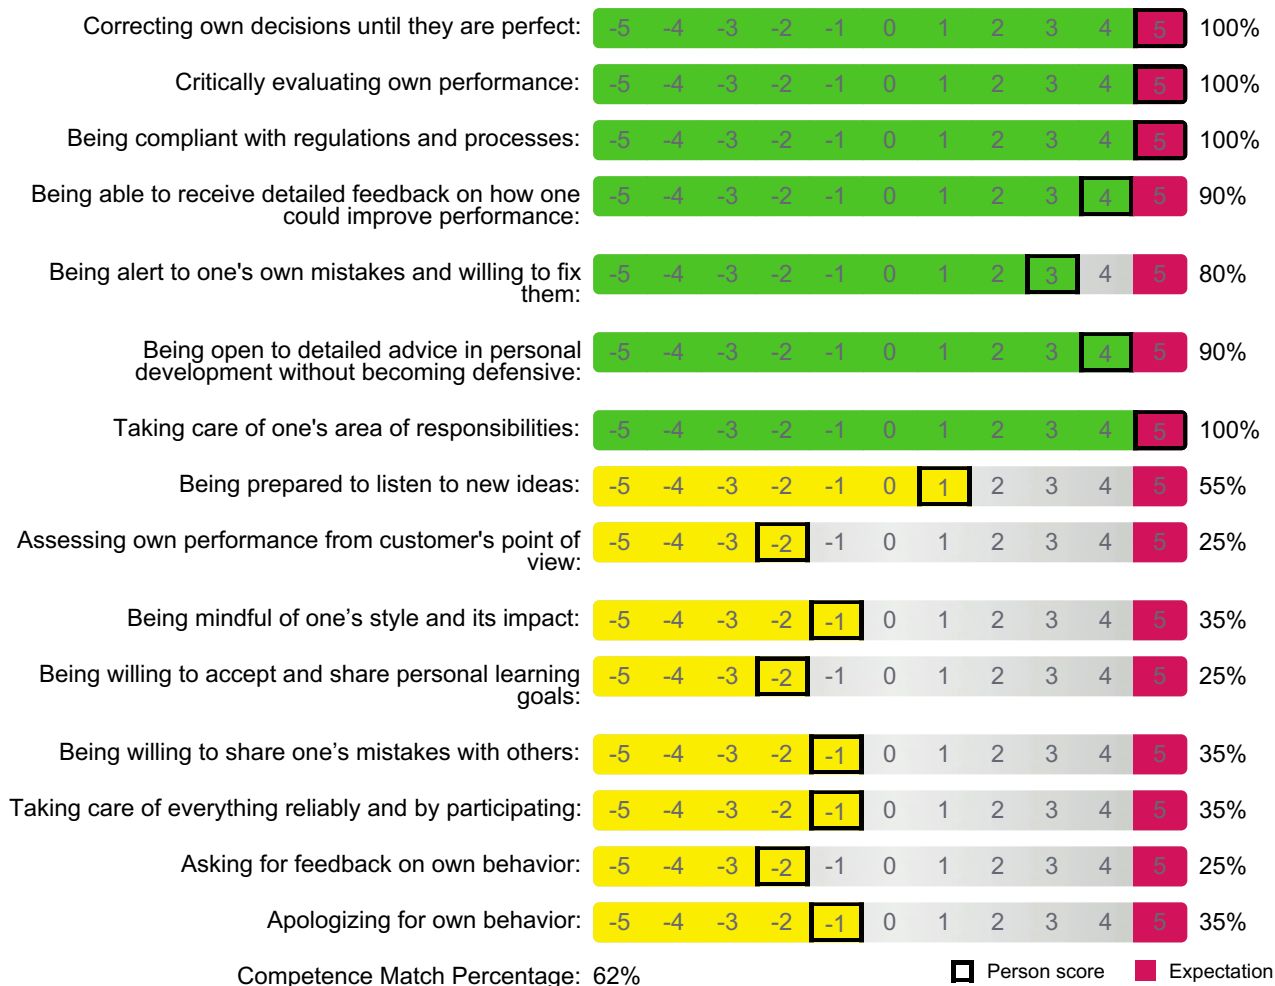 Correcting own decisions until they are perfect: -5 -4 -3 -2 -1 0 1 2 3 4 5 100%
Critically evaluating own performance: -5 -4 -3 -2 -1 0 1 2 3 4 5 100%
Being compliant with regulations and processes: -5 -4 -3 -2 -1 0 1 2 3 4 5 100%
Being able to receive detailed feedback on how one
could improve performance: -5 -4 -3 -2 -1 0 1 2 3 4 5 90%
Being alert to one's own mistakes and willing to fix
them: -5 -4 -3 -2 -1 0 1 2 3 4 5 80%
Being open to detailed advice in personal
development without becoming defensive: -5 -4 -3 -2 -1 0 1 2 3 4 5 90%
Taking care of one's area of responsibilities: -5 -4 -3 -2 -1 0 1 2 3 4 5 100%
Being prepared to listen to new ideas: -5 -4 -3 -2 -1 0 1 2 3 4 5 55%
Assessing own performance from customer's point of
view: -5 -4 -3 -2 -1 0 1 2 3 4 5 25%
Being mindful of one’s style and its impact: -5 -4 -3 -2 -1 0 1 2 3 4 5 35%
Being willing to accept and share personal learning
goals: -5 -4 -3 -2 -1 0 1 2 3 4 5 25%
Being willing to share one’s mistakes with others: -5 -4 -3 -2 -1 0 1 2 3 4 5 35%
Taking care of everything reliably and by participating: -5 -4 -3 -2 -1 0 1 2 3 4 5 35%
Asking for feedback on own behavior: -5 -4 -3 -2 -1 0 1 2 3 4 5 25%
Apologizing for own behavior: -5 -4 -3 -2 -1 0 1 2 3 4 5 35%
Competence Match Percentage: 62% Person score Expectation